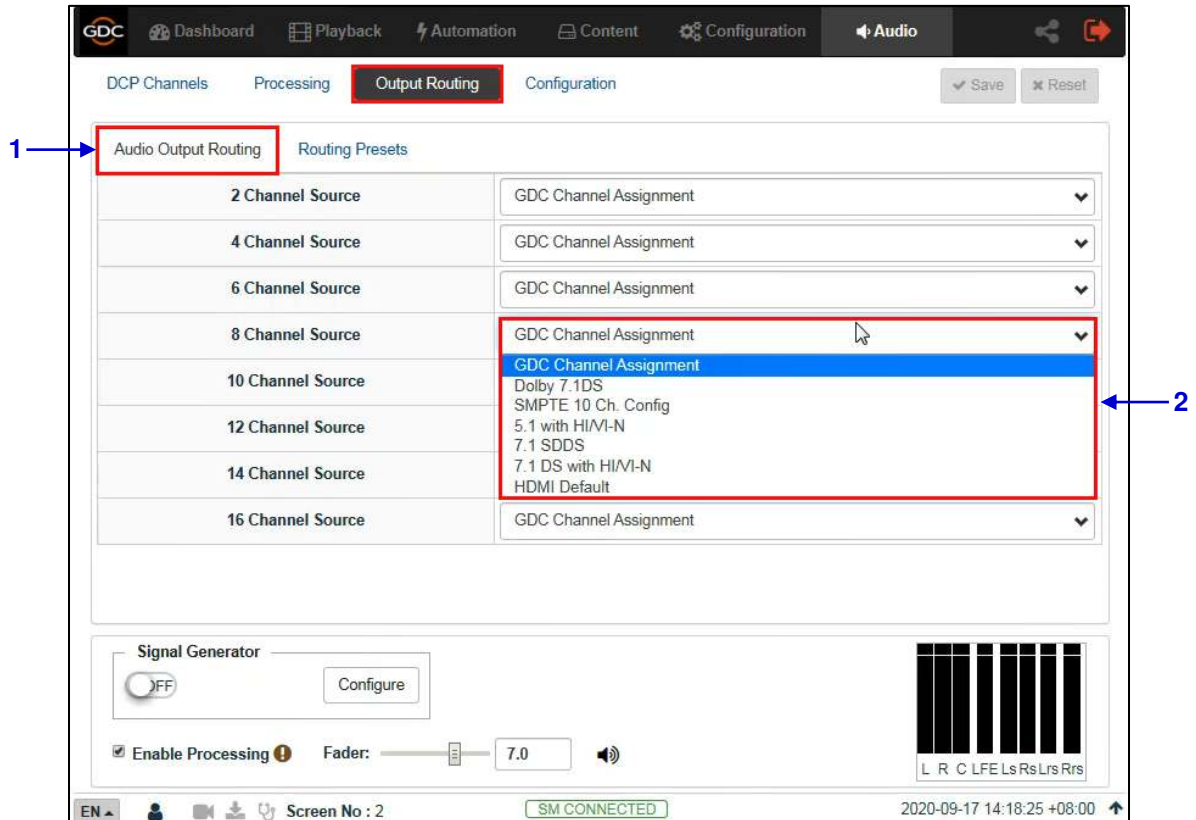 GDC Dashboard Playback Automation Content Configuration Audio
DCP Channels Processing Output Routing Configuration Save Reset
1
Audio Output Routing Routing Presets
2 Channel Source GDC Channel Assignment
4 Channel Source GDC Channel Assignment
6 Channel Source GDC Channel Assignment
8 Channel Source GDC Channel Assignment
GDC Channel Assignment
Dolby 7.1DS
SMPTE 10 Ch. Config
5.1 with HI/VI-N
7.1 SDDS
7.1 DS with HI/VI-N
HDMI Default
2
10 Channel Source
12 Channel Source
14 Channel Source
16 Channel Source GDC Channel Assignment
Signal Generator
OFF Configure
Enable Processing Fader: 7.0
L R C LFE Ls Rs Lrs Rrs
EN Screen No : 2 SM CONNECTED 2020-09-17 14:18:25 +08:00